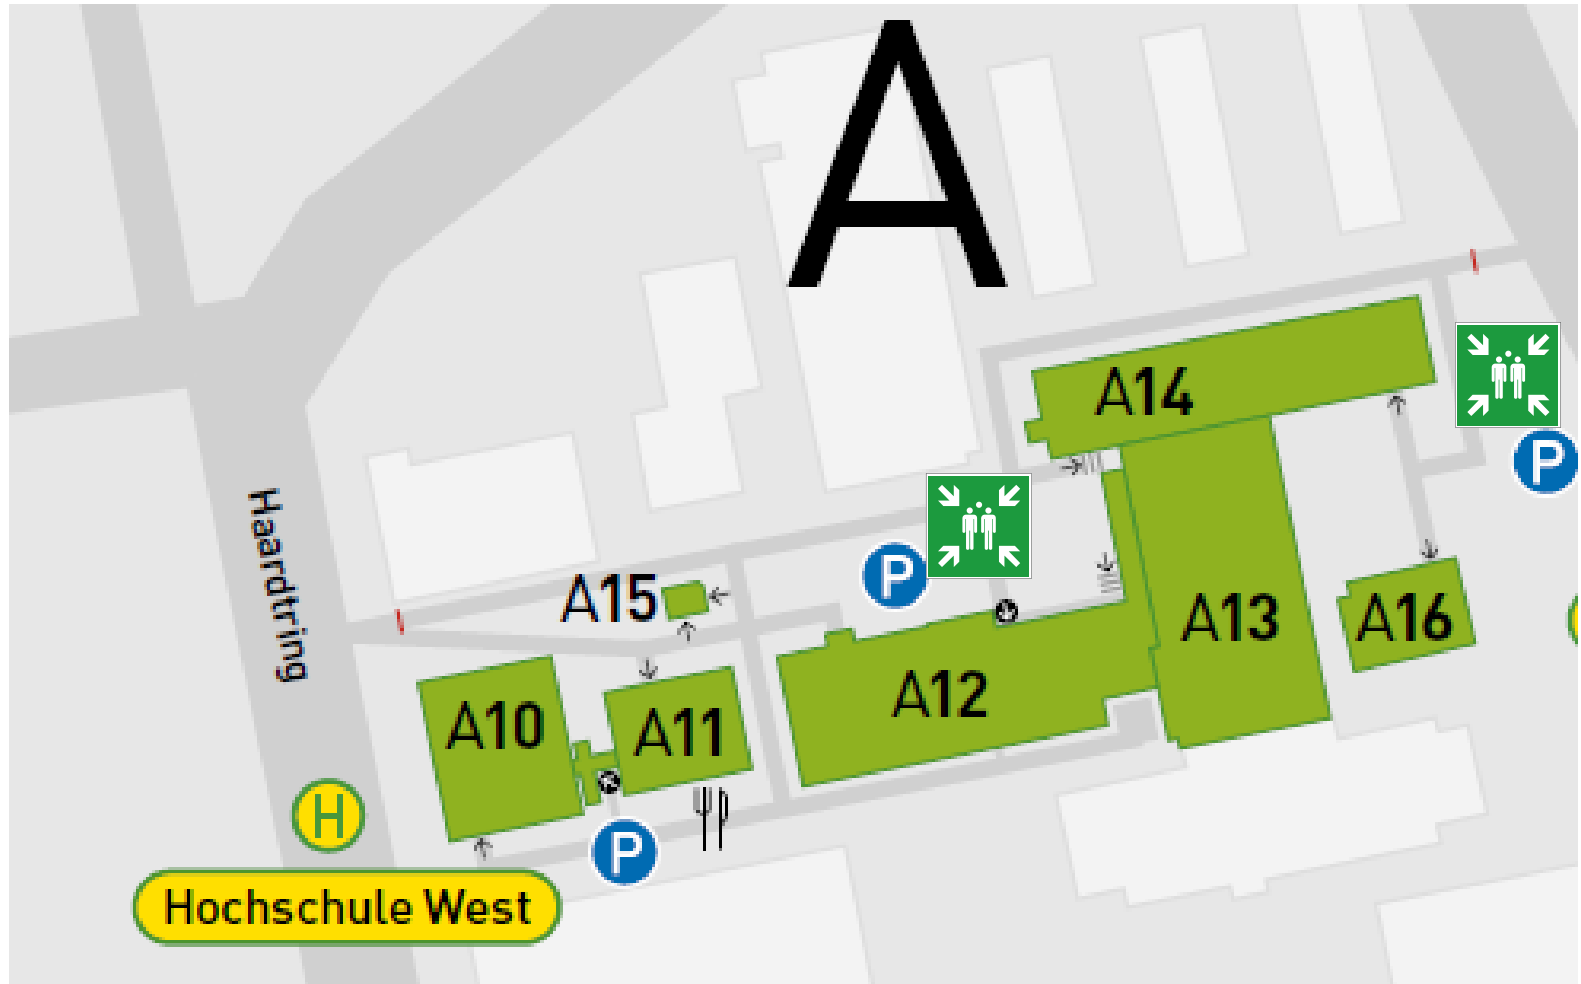 A
A14
P
Haardtring
A15
P
A13
A16
A12
A10
A11
H
P
Hochschule West